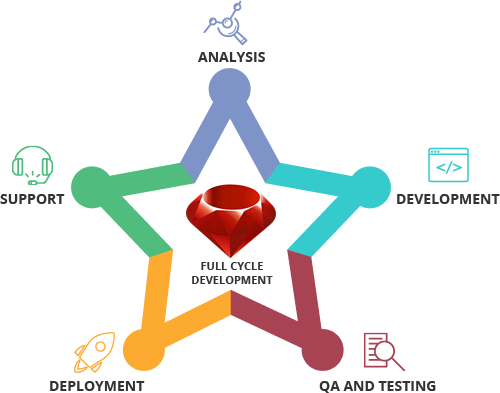 ANALYSIS
SUPPORT
DEVELOPMENT
FULL CYCLE
DEVELOPMENT
DEPLOYMENT
QA AND TESTING